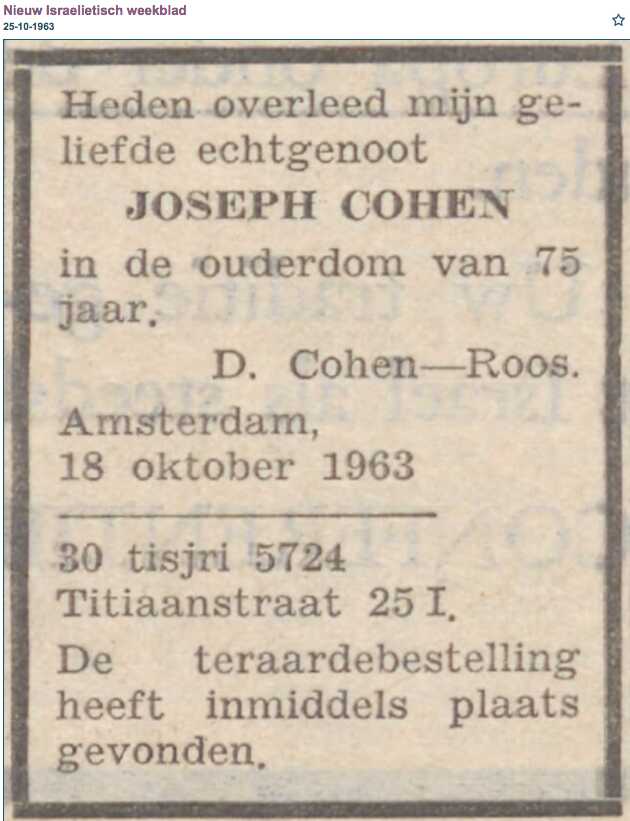 Nieuw Israelietisch weekblad
25-10-1963
Heden overleed mijn ge-
liefde echtgenoot
JOSEPH COHEN
in de ouderdom van 75
jaar.
D. Cohen—Roos.
Amsterdam,
18 oktober 1963
30 tisjri 5724
Titiaanstraat 25 I.
De teraardebestelling
heeft inmiddels plaats
gevonden.